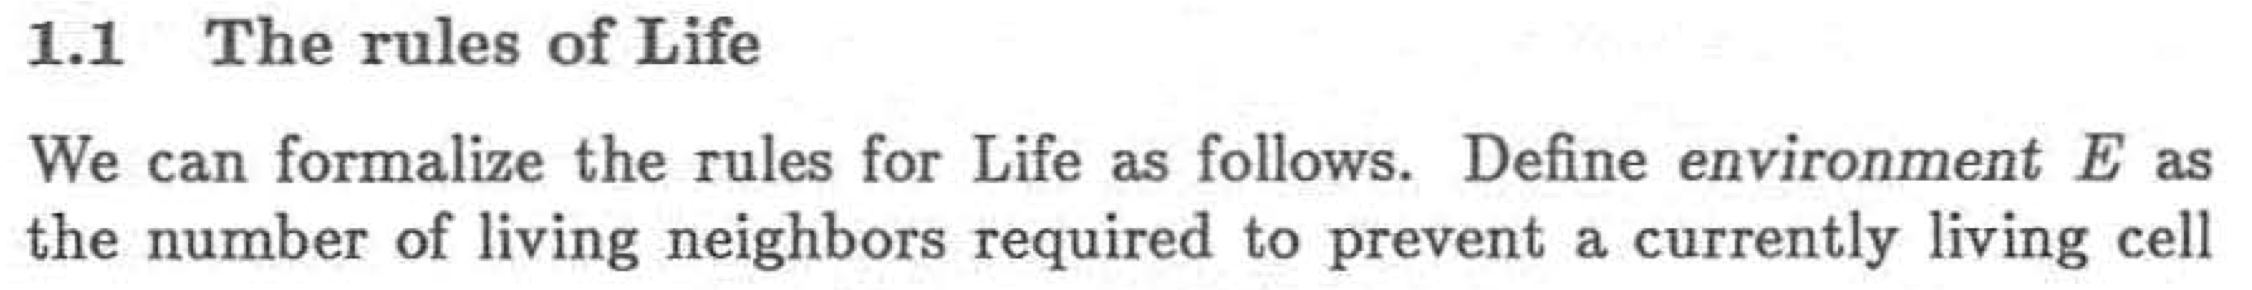 1.1 The rules of Life
We can formalize the rules for Life as follows. Define environment E as
the number of living neighbors required to prevent a currently living cell